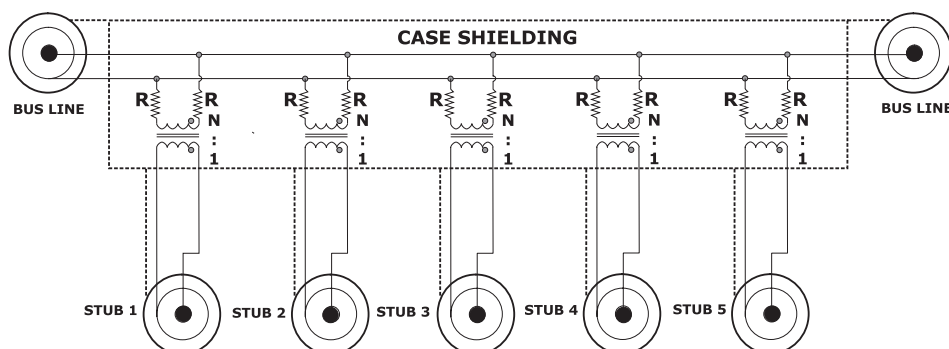 CASE SHIELDING
BUS LINE
BUS LINE
R R R R R R R R R R
N N N N N
: : : : :
1 1 1 1 1
STUB 1
STUB 2
STUB 3
STUB 4
STUB 5